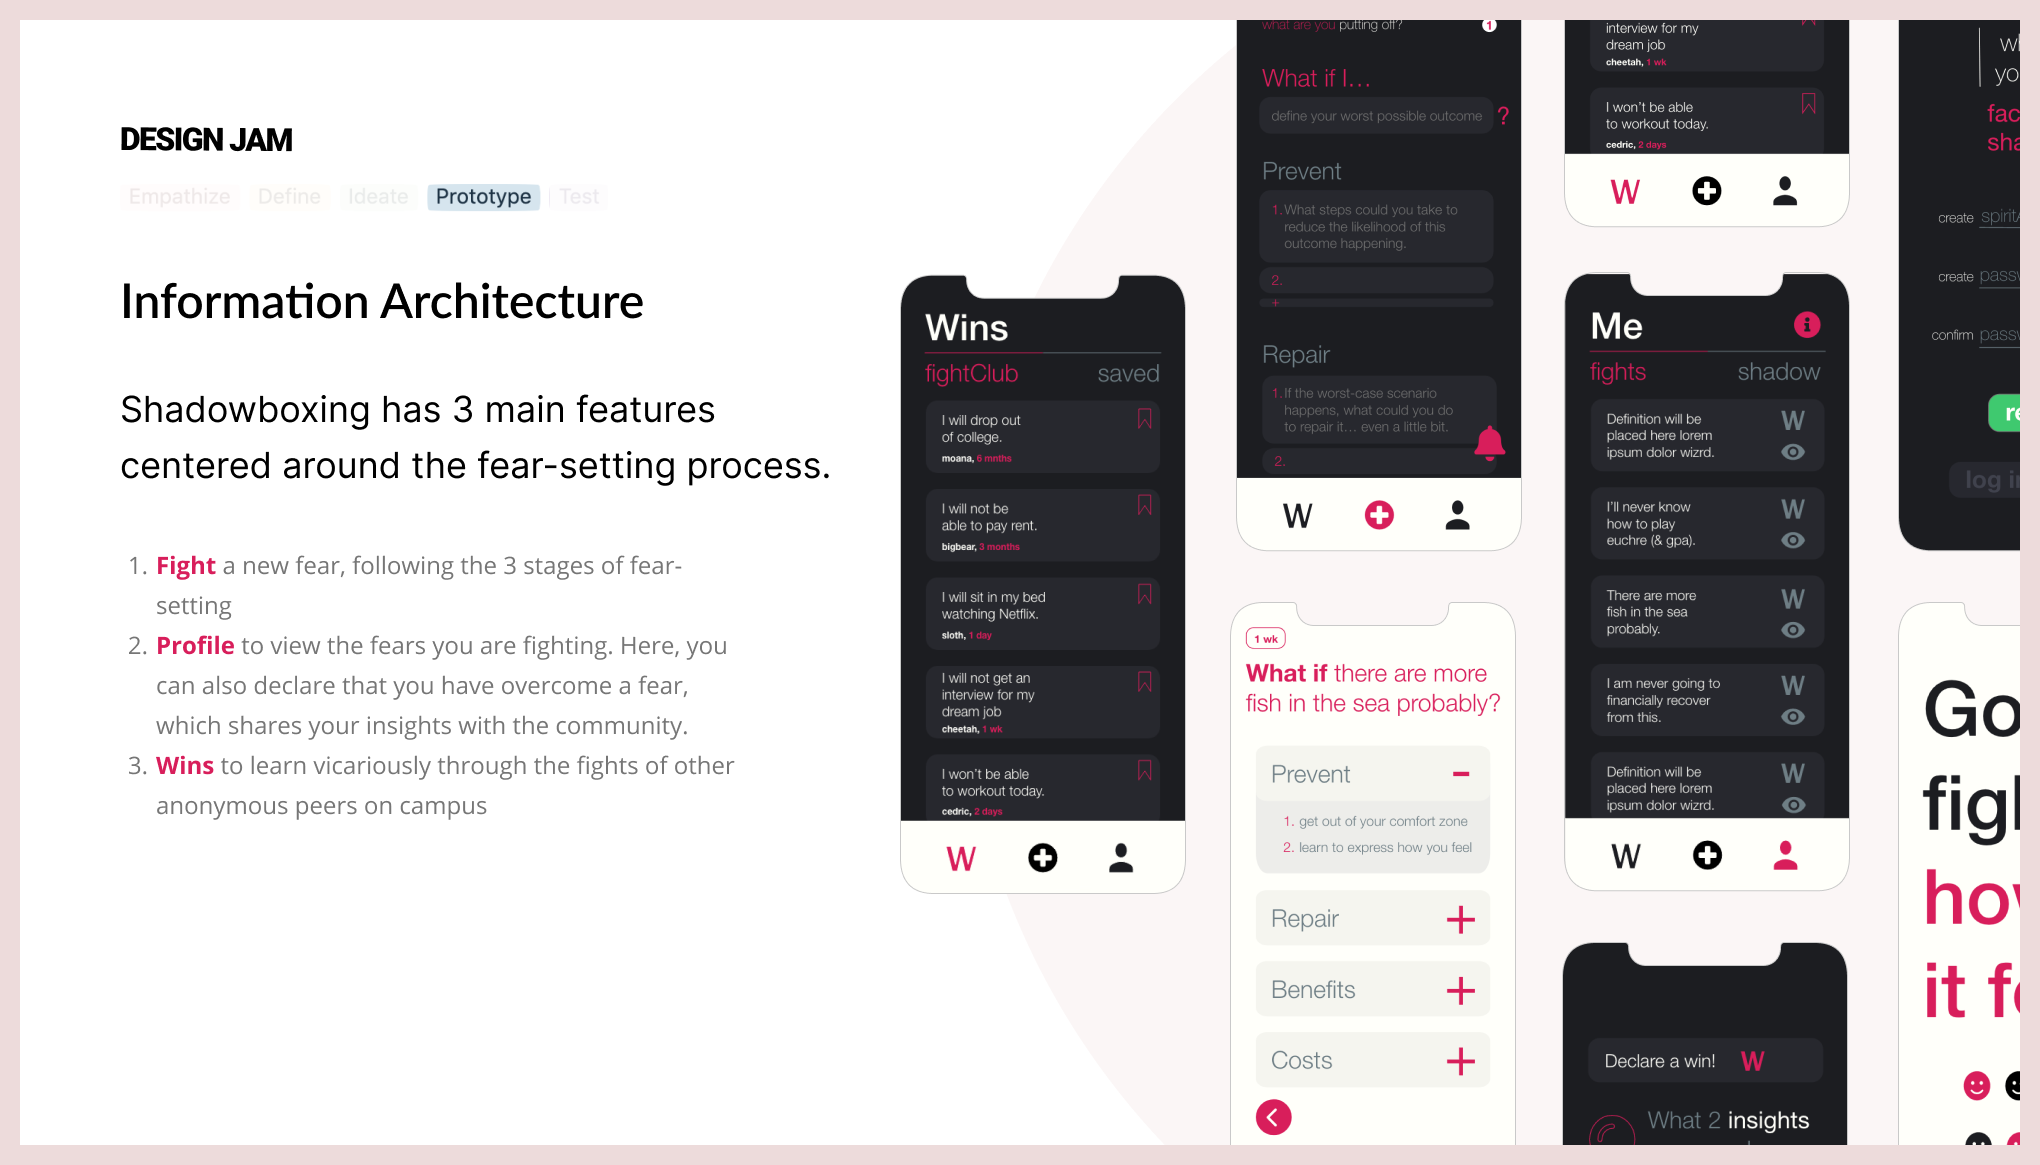 DESIGN JAM
Empathize Define Ideate Prototype Test
Information Architecture
Shadowboxing has 3 main features
centered around the fear-setting process.
1. Fight a new fear, following the 3 stages of fear-
setting
2. Profile to view the fears you are fighting. Here, you
can also declare that you have overcome a fear,
which shares your insights with the community.
3. Wins to learn vicariously through the fights of other
anonymous peers on campus
Wins
fightClub saved
I will drop out
of college.
moana, 6 mnths
I will not be
able to pay rent.
bigbear, 3 months
I will sit in my bed
watching Netflix.
sloth, 1 day
I will not get an
interview for my
dream job
cheetah, 1 wk
I won't be able
to workout today.
cedric, 2 days
W
what are you putting off?
1
What if I...
define your worst possible outcome ?
Prevent
1. What steps could you take to
reduce the likelihood of this
outcome happening.
2.
+
Repair
1. If the worst-case scenario
happens, what could you do
to repair it... even a little bit.
2.
W
1 wk
What if there are more
fish in the sea probably?
Prevent
1. get out of your comfort zone
2. learn to express how you feel
Repair
Benefits
Costs
interview for my
dream job
cheetah, 1 wk
I won't be able
to workout today.
cedric, 2 days
W
Me
fights shadow
Definition will be
placed here lorem
ipsum dolor wizrd.
W
I'll never know
how to play
euchre (& gpa).
W
There are more
fish in the sea
probably.
W
I am never going to
financially recover
from this.
W
Definition will be
placed here lorem
ipsum dolor wizrd.
W
W
Declare a win! W
What 2 insights
yo
fac
sha
create spirit
create passw
confirm passw
re
log i
Go
figh
how
it fo